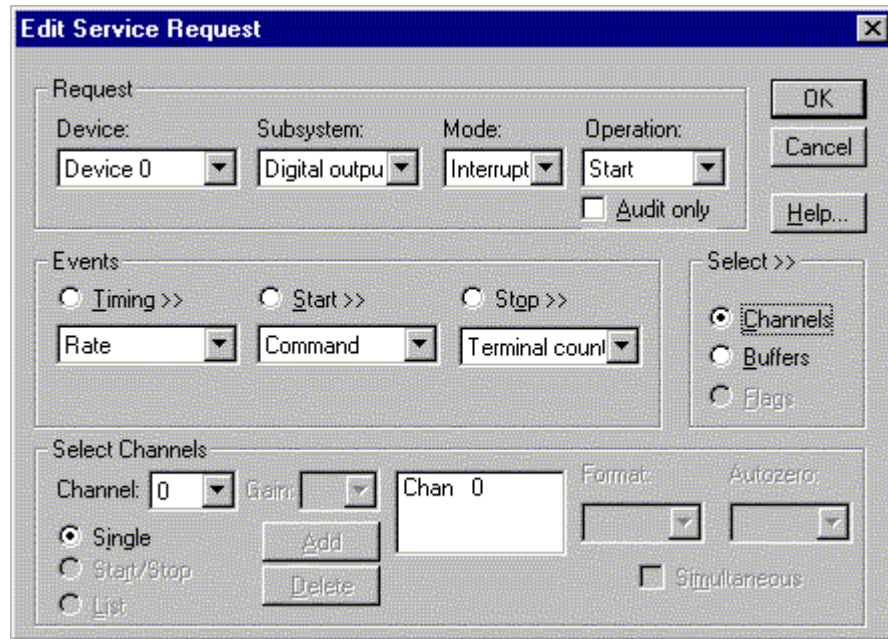 Edit Service Request
Request
Device: Subsystem: Mode: Operation:
Device 0 Digital outpu Interrupt Start
Audit only
OK
Cancel
Help...
Events
Timing >> Start >> Stop >>
Rate Command Terminal count
Select >>
Channels
Buffers
Flags
Select Channels
Channel: 0 Gain: Chan 0 Format: Autozero:
Single Add
Start/Stop Delete Simultaneous
List